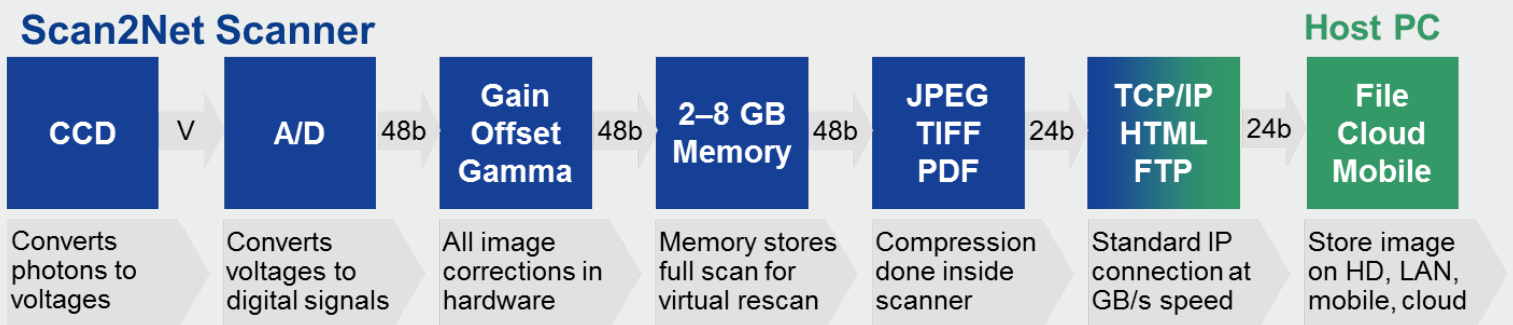 Scan2Net Scanner
Host PC
CCD
V
A/D
48b
Gain
Offset
Gamma
48b
2–8 GB
Memory
48b
JPEG
TIFF
PDF
24b
TCP/IP
HTML
FTP
24b
File
Cloud
Mobile
Converts
photons to
voltages
Converts
voltages to
digital signals
All image
corrections in
hardware
Memory stores
full scan for
virtual rescan
Compression
done inside
scanner
Standard IP
connection at
GB/s speed
Store image
on HD, LAN,
mobile, cloud